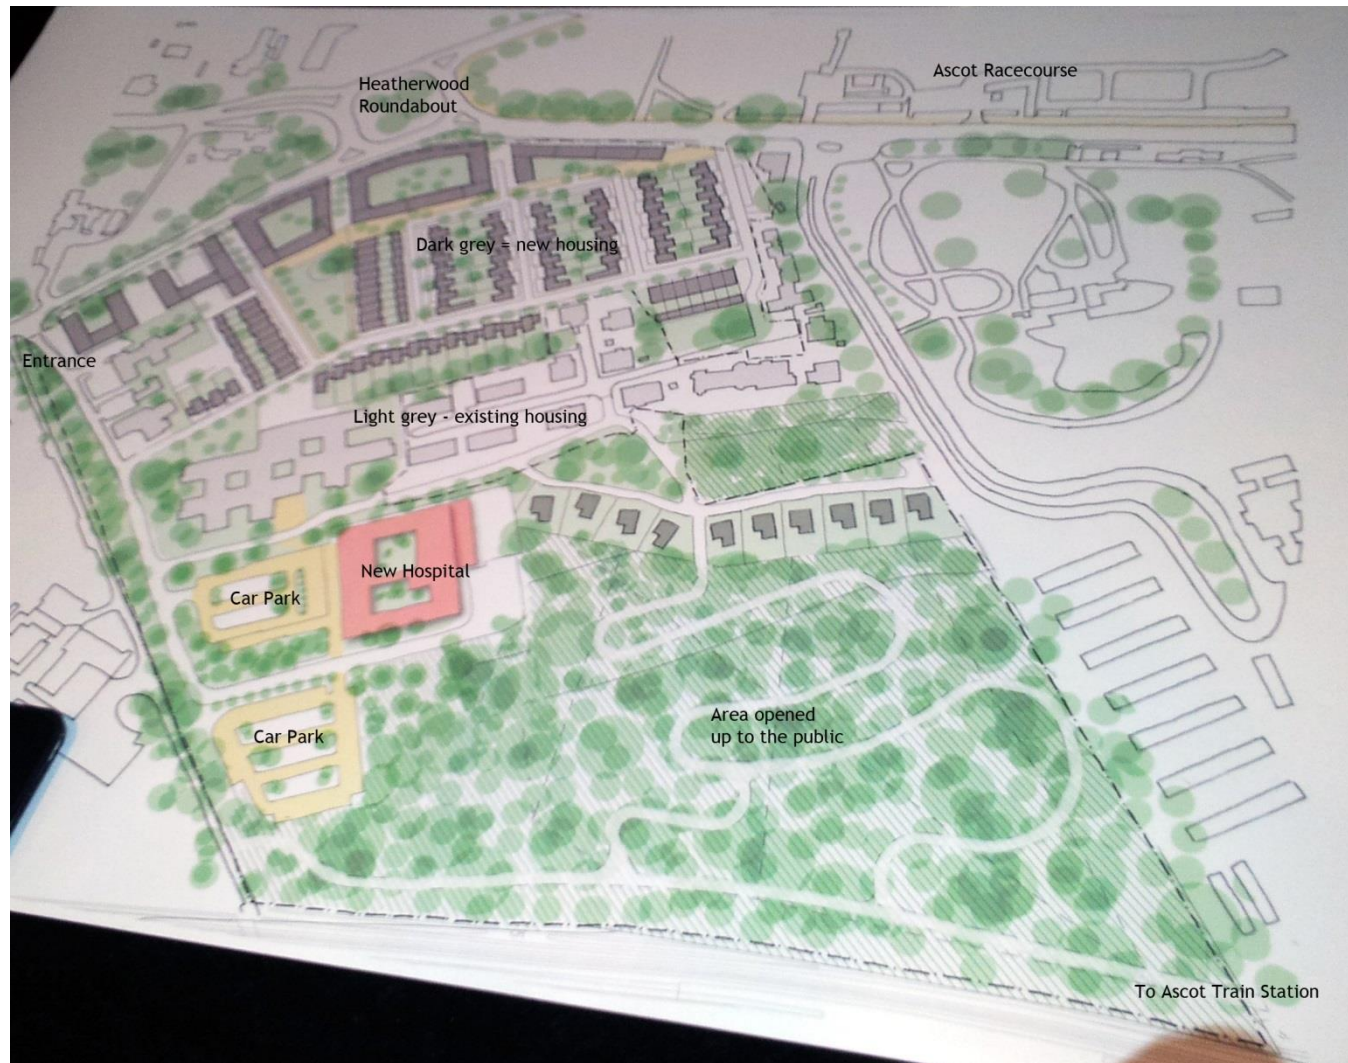 Heatherwood
Roundabout
Ascot Racecourse
Dark grey = new housing
Entrance
Light grey - existing housing
New Hospital
Car Park
Car Park
Area opened
up to the public
To Ascot Train Station